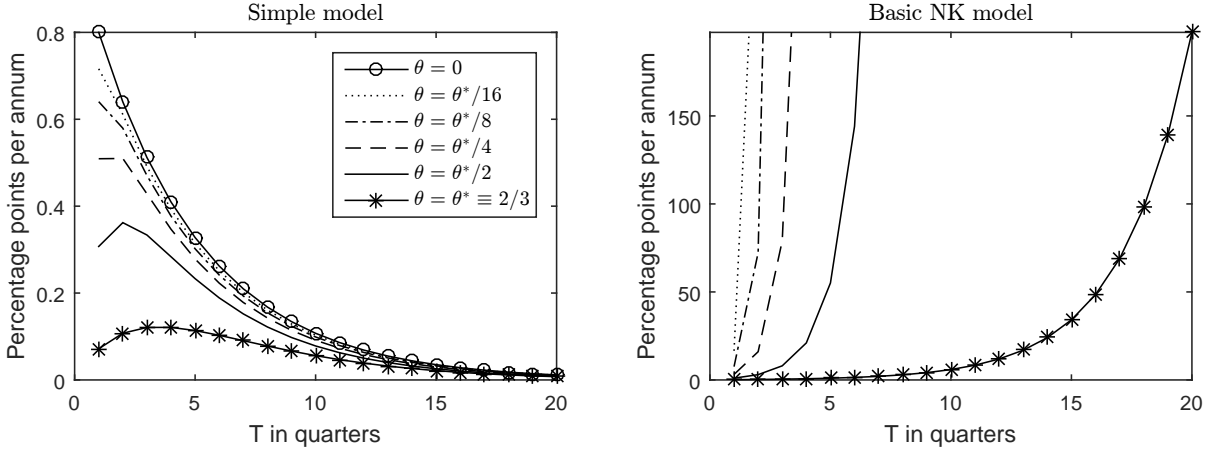 Simple model
Percentage points per annum
0.8
0.6
0.4
0.2
0
0 5 10 15 20
T in quarters
θ = 0
θ = θ*/16
θ = θ*/8
θ = θ*/4
θ = θ*/2
θ = θ* ≡ 2/3
Basic NK model
Percentage points per annum
150
100
50
0
0 5 10 15 20
T in quarters